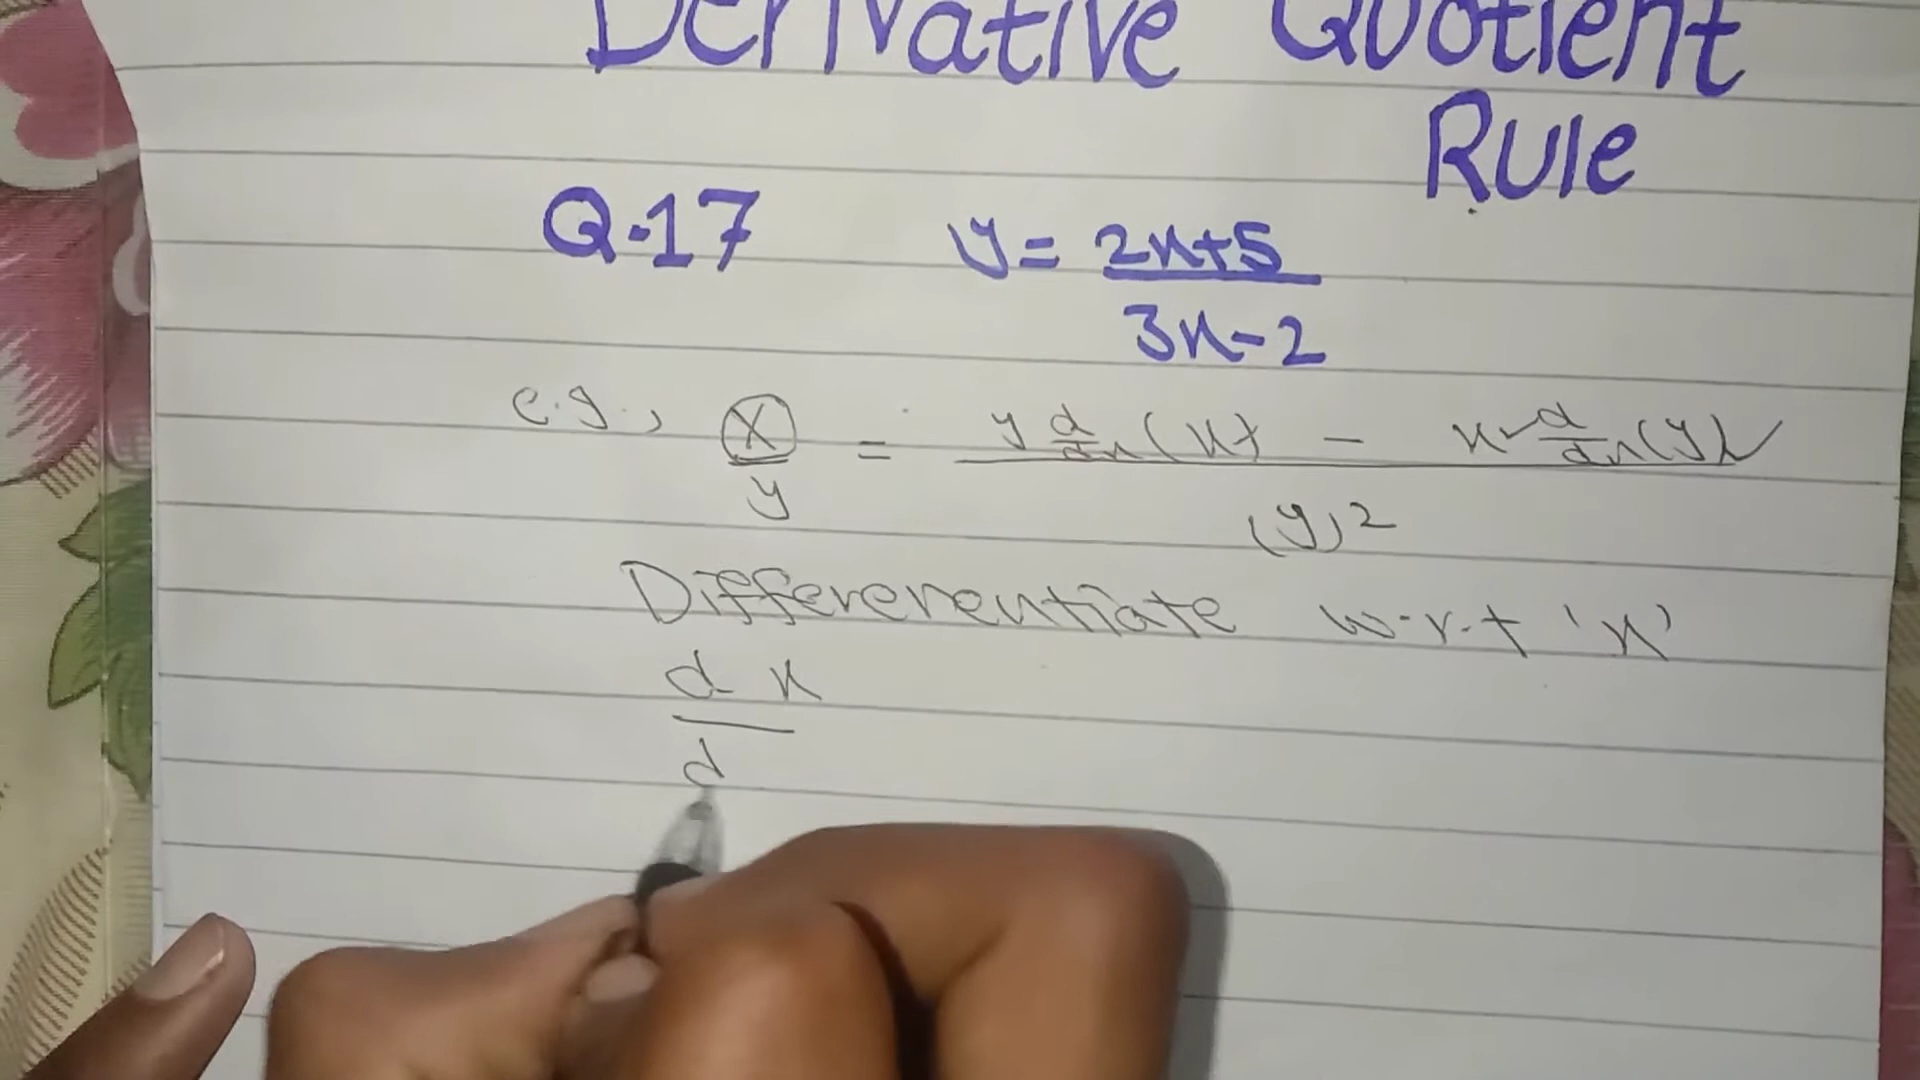 Derivative Quotient
Rule
Q.17 y = 2x+5 / 3x-2
e.g., x/y = y d/dx (x) - x d/dx (y) / (y)²
Differerentiate w.r.t 'x'
d x
d